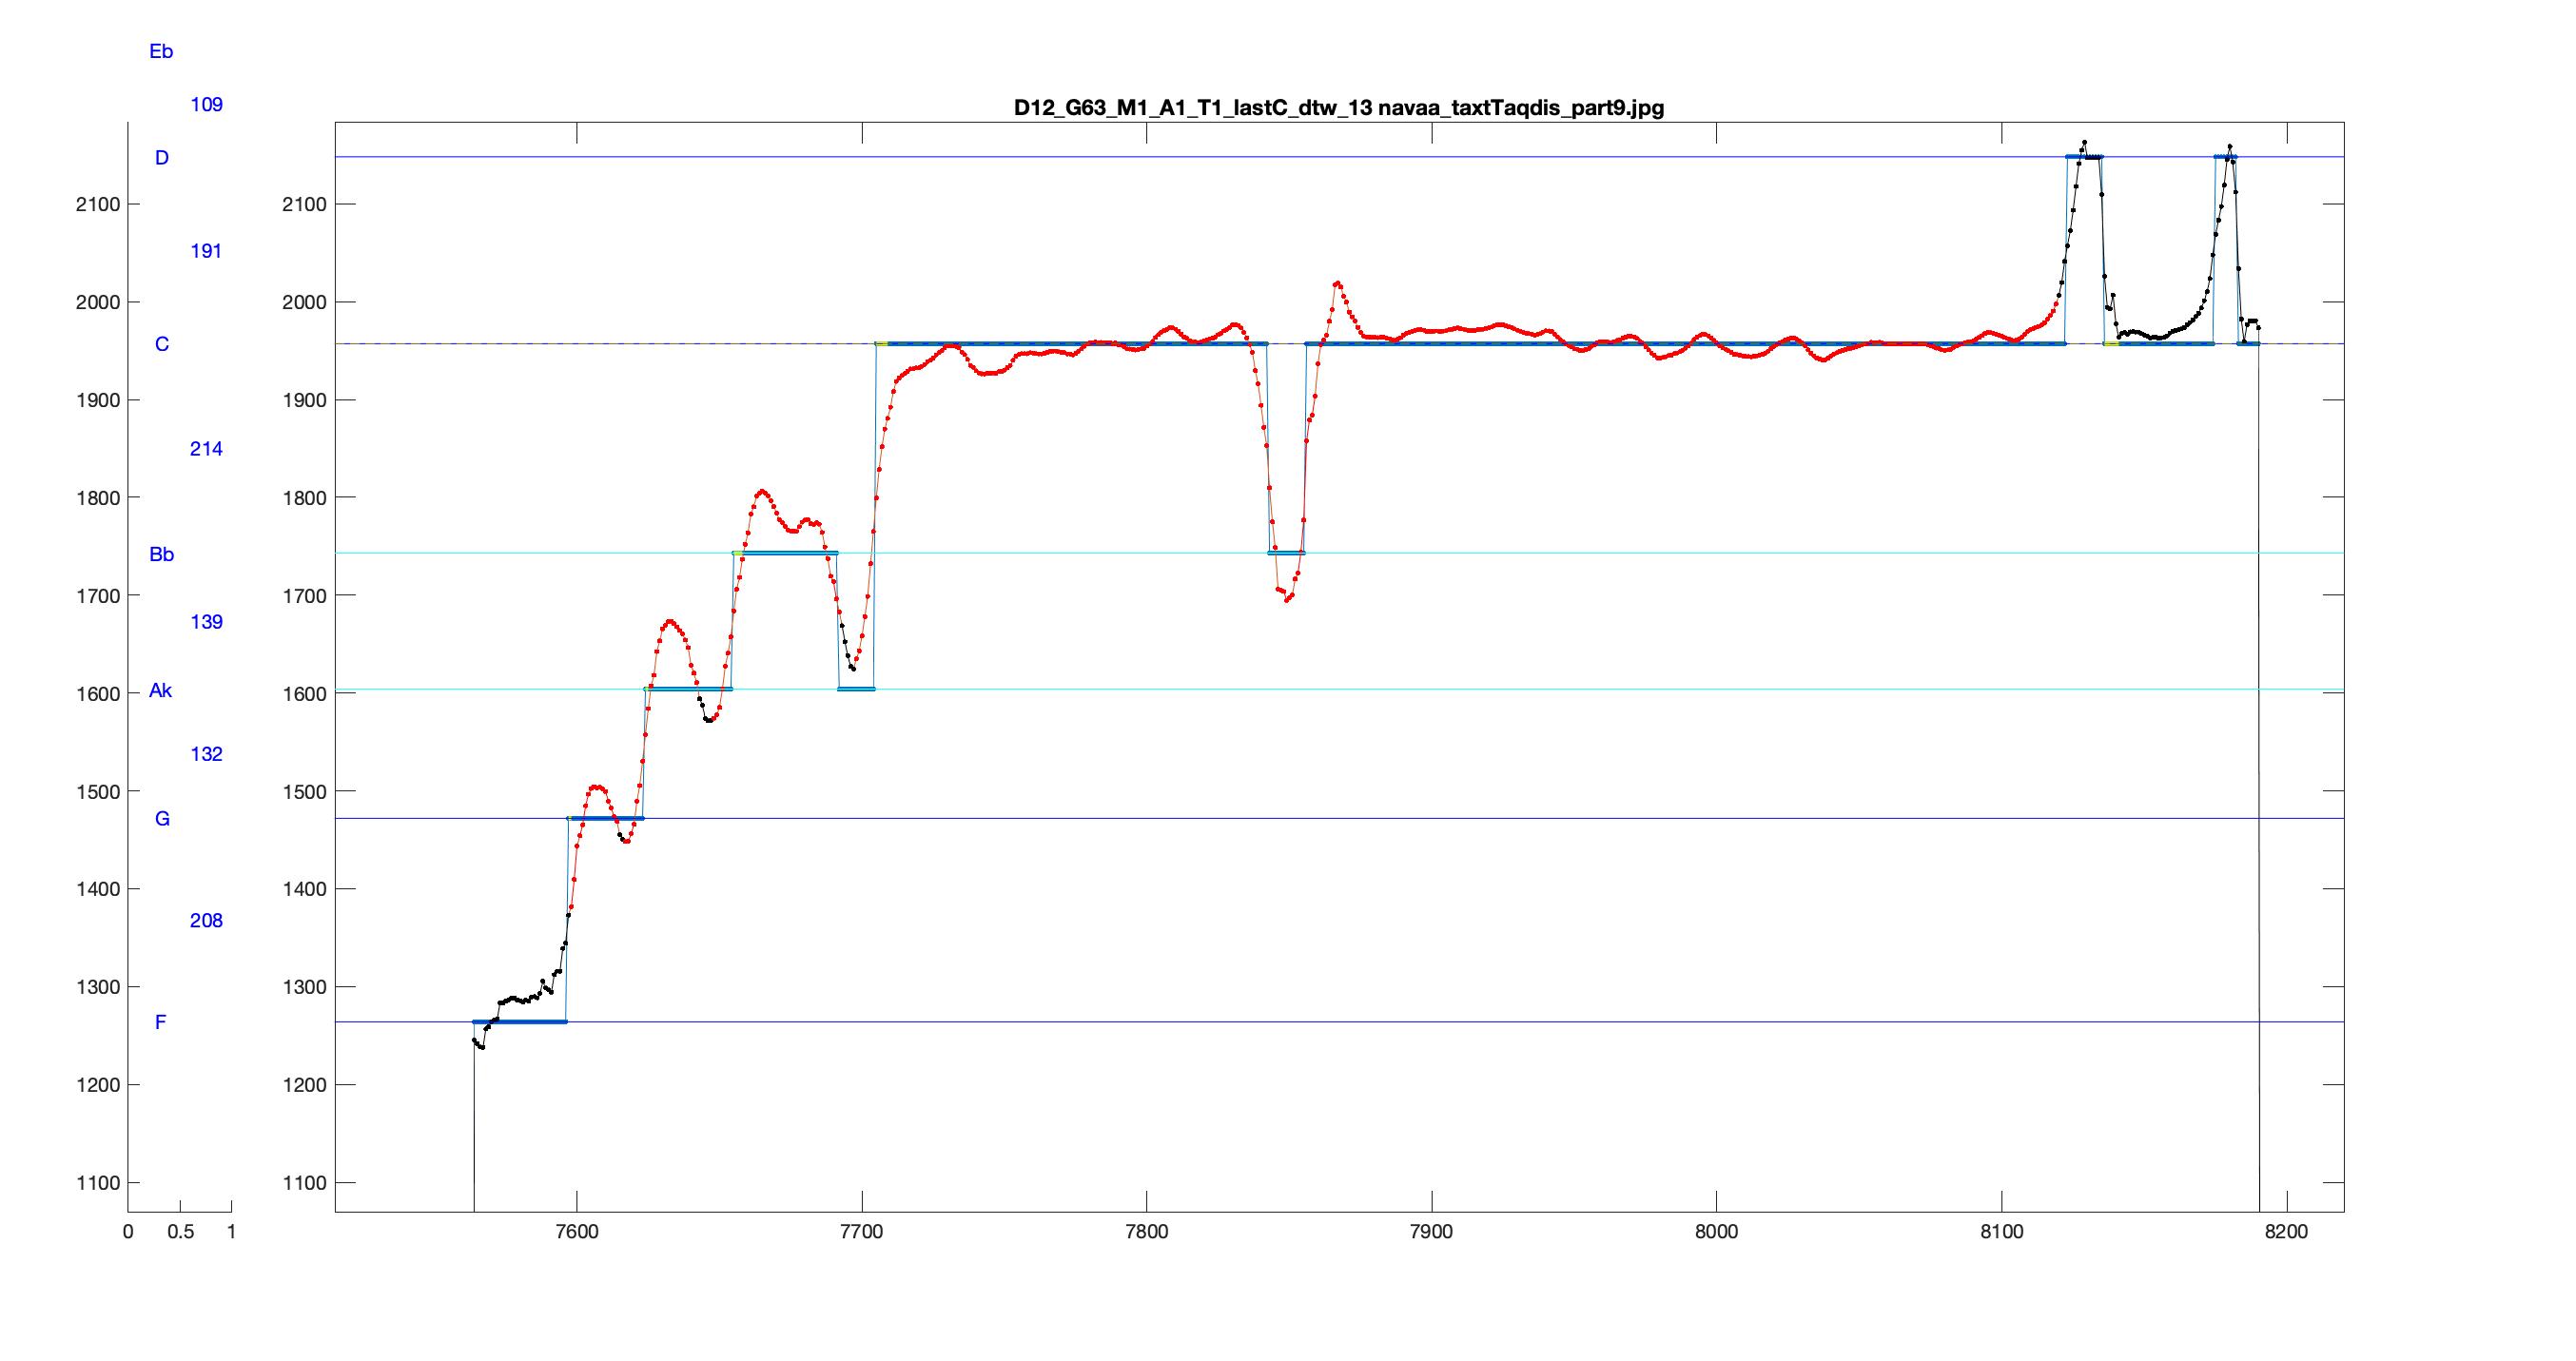 Eb
109
D12_G63_M1_A1_T1_lastC_dtw_13 navaa_taxtTaqdis_part9.jpg
D
2100 2100
191
2000 2000
C
1900 1900
214
1800 1800
Bb
1700 1700
139
1600 Ak 1600
132
1500 1500
G
1400 1400
208
1300 1300
F
1200 1200
1100 1100
0 0.5 1 7600 7700 7800 7900 8000 8100 8200